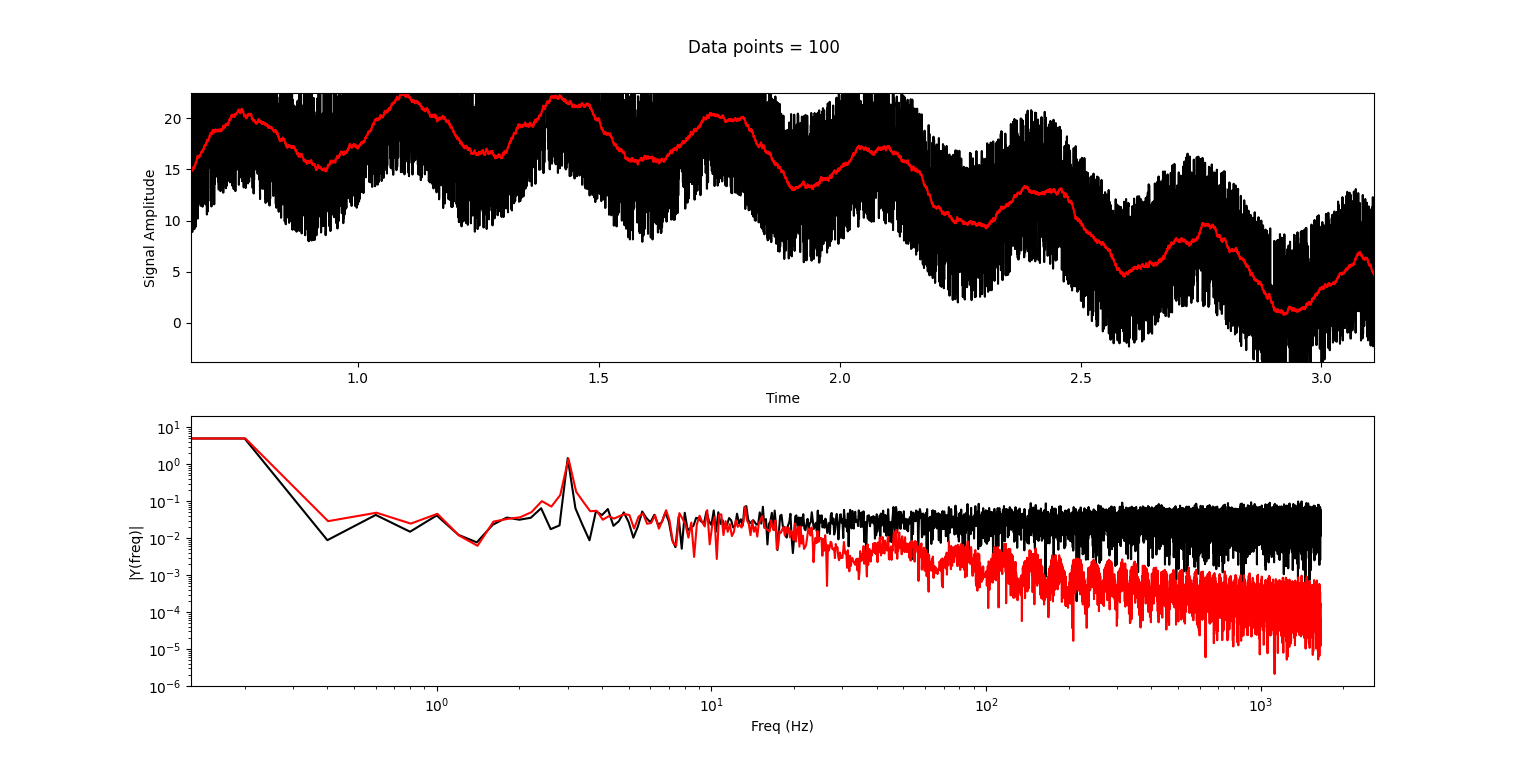 Data points = 100
20
15
10
5
0
Signal Amplitude
1.0 1.5 2.0 2.5 3.0
Time
10¹
10⁰
10⁻¹
10⁻²
10⁻³
10⁻⁴
10⁻⁵
10⁻⁶
|Y(freq)|
10⁰ 10¹ 10² 10³
Freq (Hz)